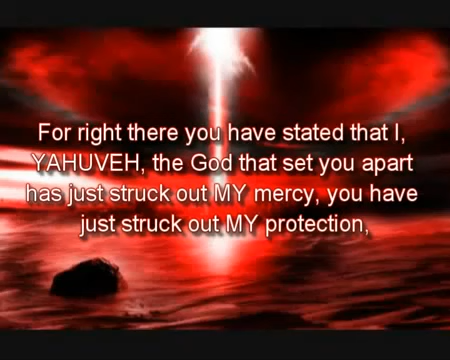 For right there you have stated that I,
YAHUVEH, the God that set you apart
has just struck out MY mercy, you have
just struck out MY protection,